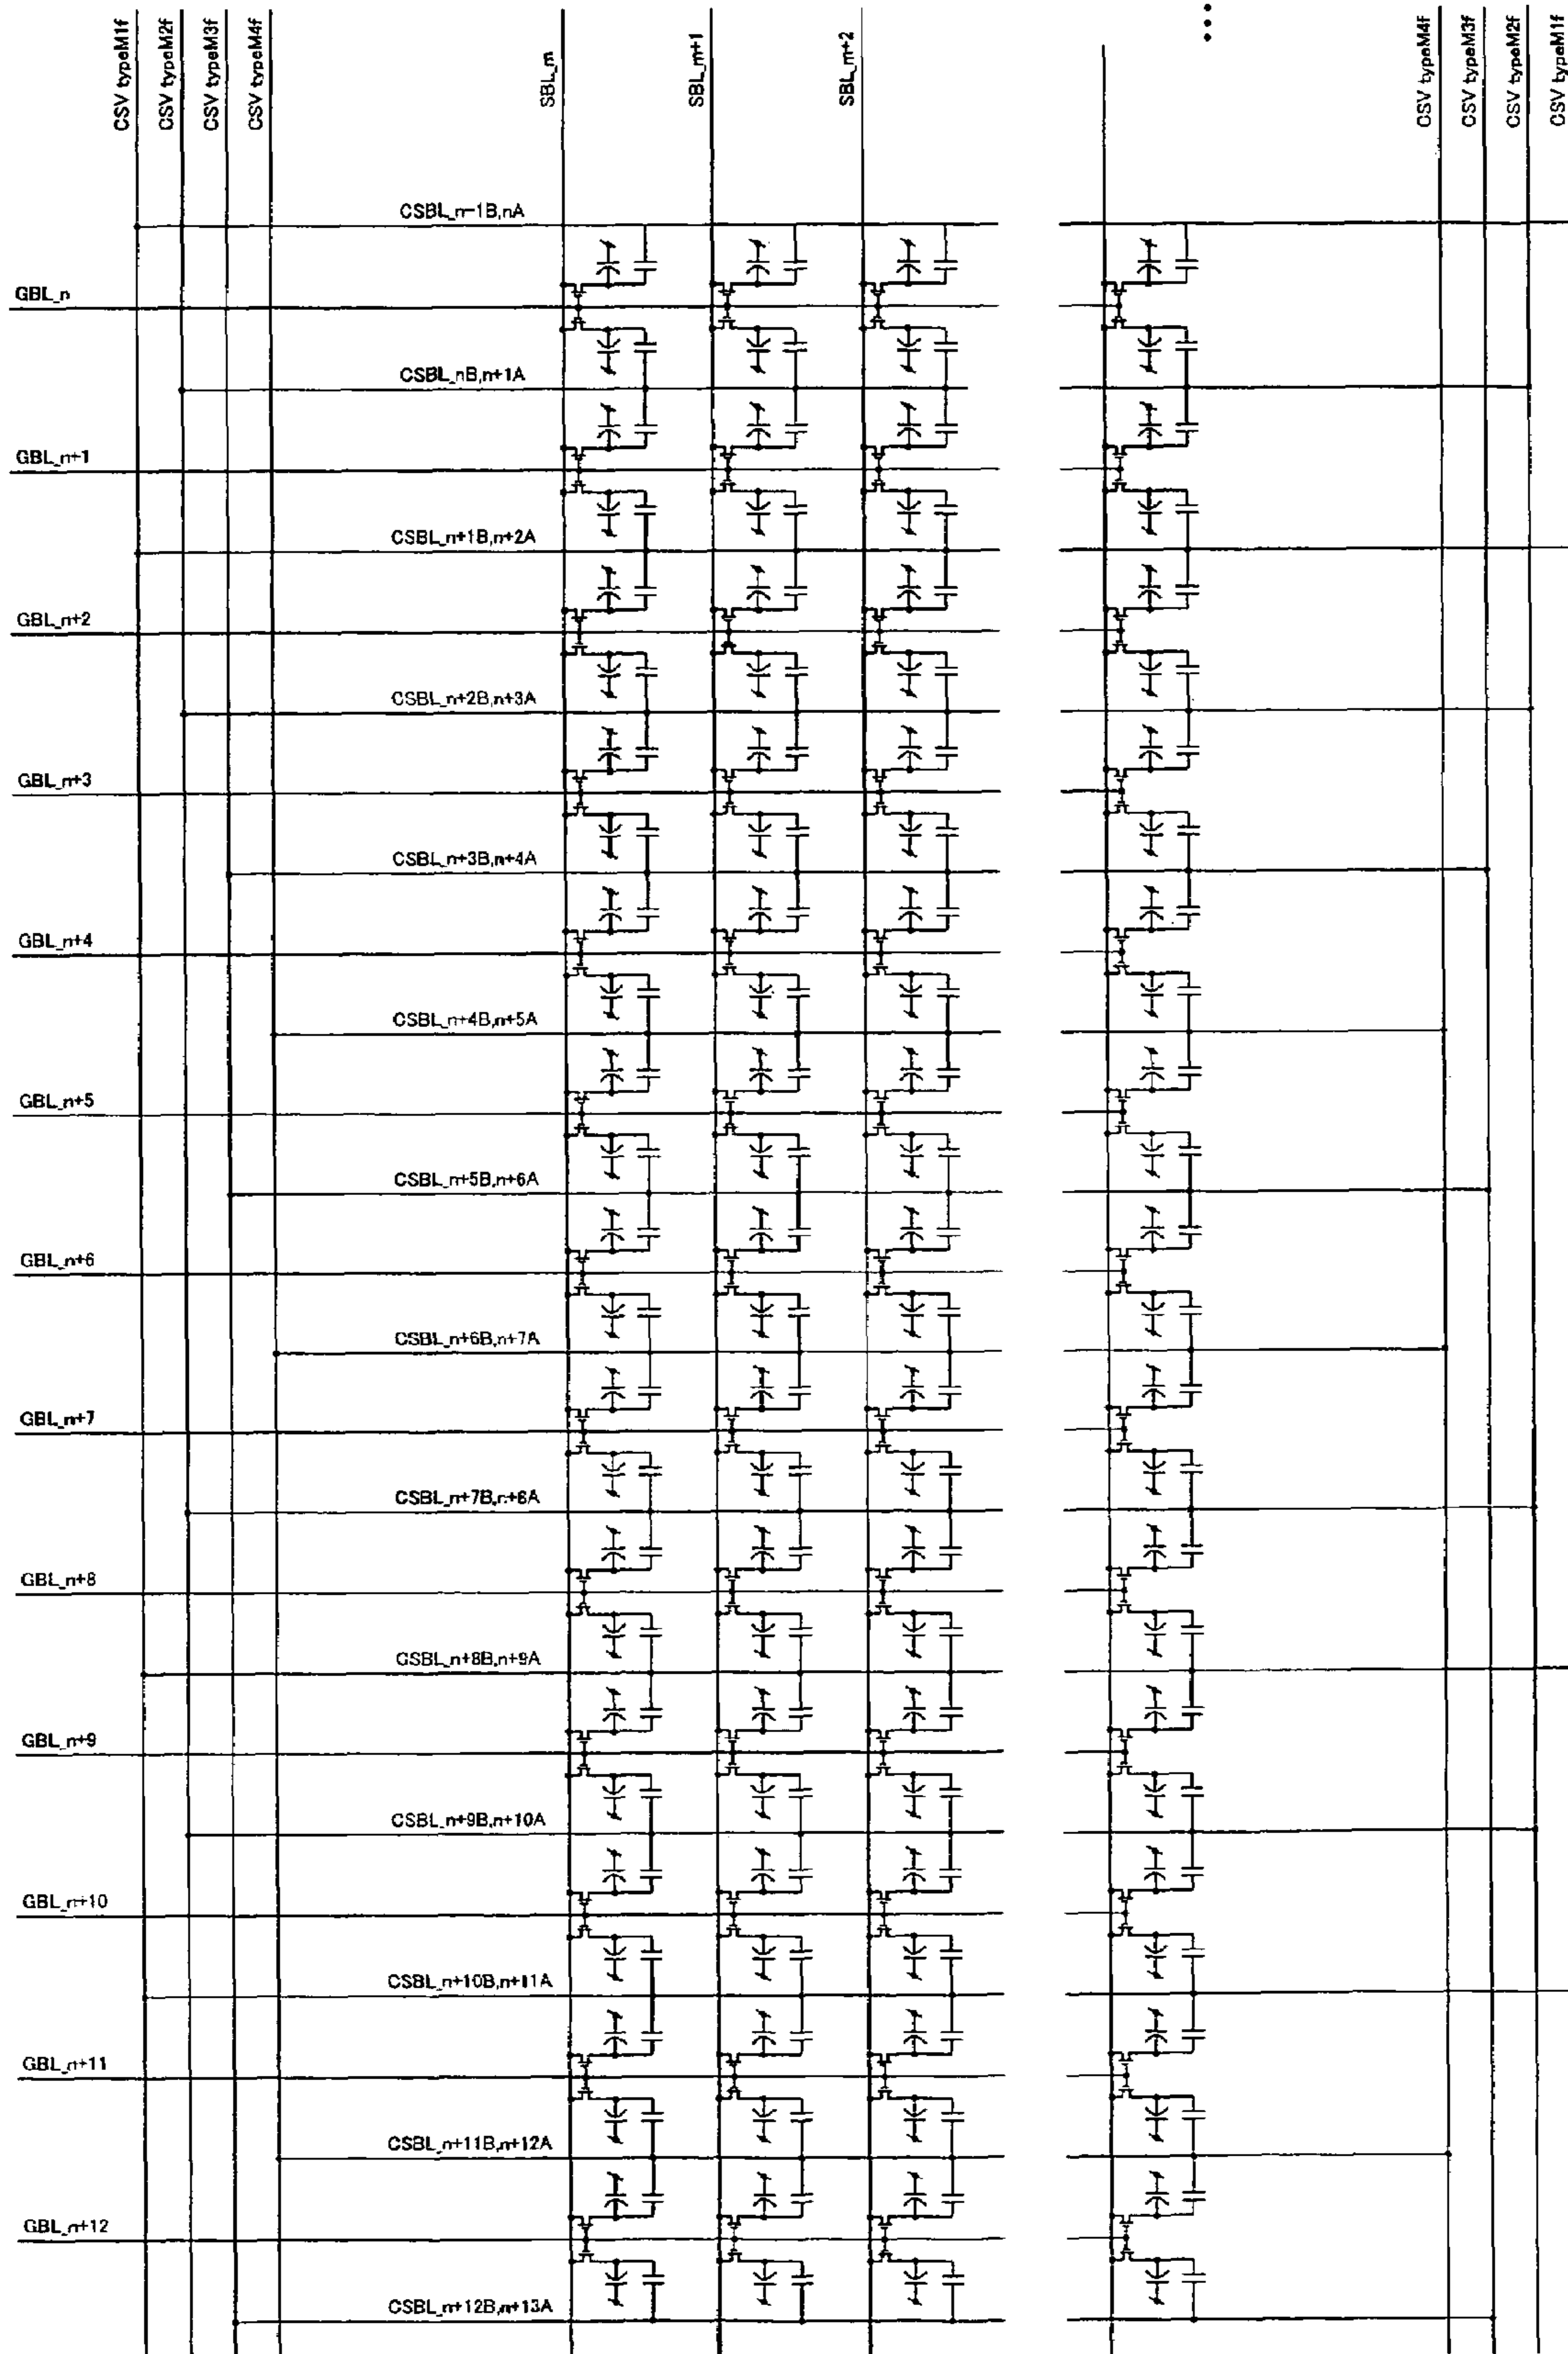 CSV typeM1f
CSV typeM2f
CSV typeM3f
CSV typeM4f
SBL_m
SBL_m+1
SBL_m+2
...
CSV typeM4f
CSV typeM3f
CSV typeM2f
CSV typeM1f
CSBL_n-1B,nA
GBL_n
CSBL_nB,n+1A
GBL_n+1
CSBL_n+1B,n+2A
GBL_n+2
CSBL_n+2B,n+3A
GBL_n+3
CSBL_n+3B,n+4A
GBL_n+4
CSBL_n+4B,n+5A
GBL_n+5
CSBL_n+5B,n+6A
GBL_n+6
CSBL_n+6B,n+7A
GBL_n+7
CSBL_n+7B,n+8A
GBL_n+8
CSBL_n+8B,n+9A
GBL_n+9
CSBL_n+9B,n+10A
GBL_n+10
CSBL_n+10B,n+11A
GBL_n+11
CSBL_n+11B,n+12A
GBL_n+12
CSBL_n+12B,n+13A